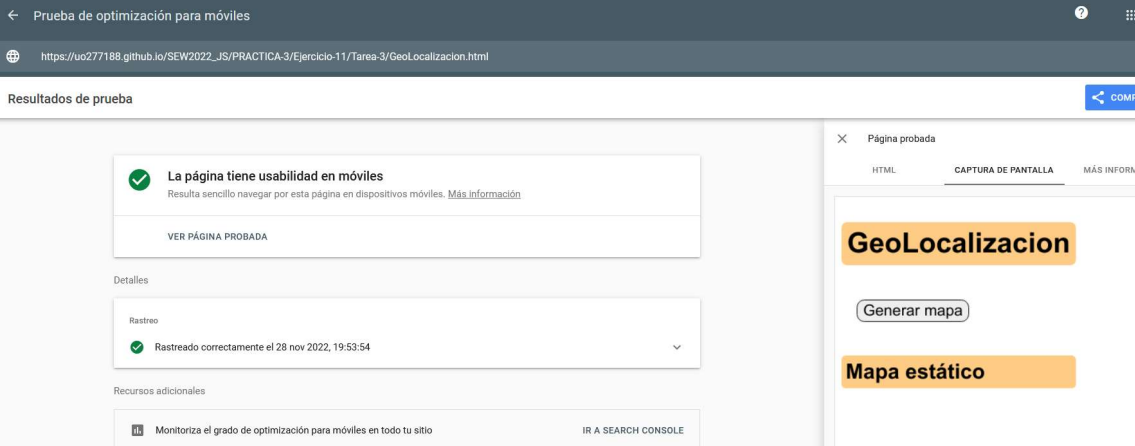 Prueba de optimización para móviles
https://uo277188.github.io/SEW2022_JS/PRACTICA-3/Ejercicio-11/Tarea-3/GeoLocalizacion.html
Resultados de prueba
COMP
La página tiene usabilidad en móviles
Resulta sencillo navegar por esta página en dispositivos móviles. Más información
VER PÁGINA PROBADA
Detalles
Rastreo
Rastreado correctamente el 28 nov 2022, 19:53:54
Recursos adicionales
Monitoriza el grado de optimización para móviles en todo tu sitio
IR A SEARCH CONSOLE
Página probada
HTML
CAPTURA DE PANTALLA
MÁS INFORM
GeoLocalizacion
Generar mapa
Mapa estático